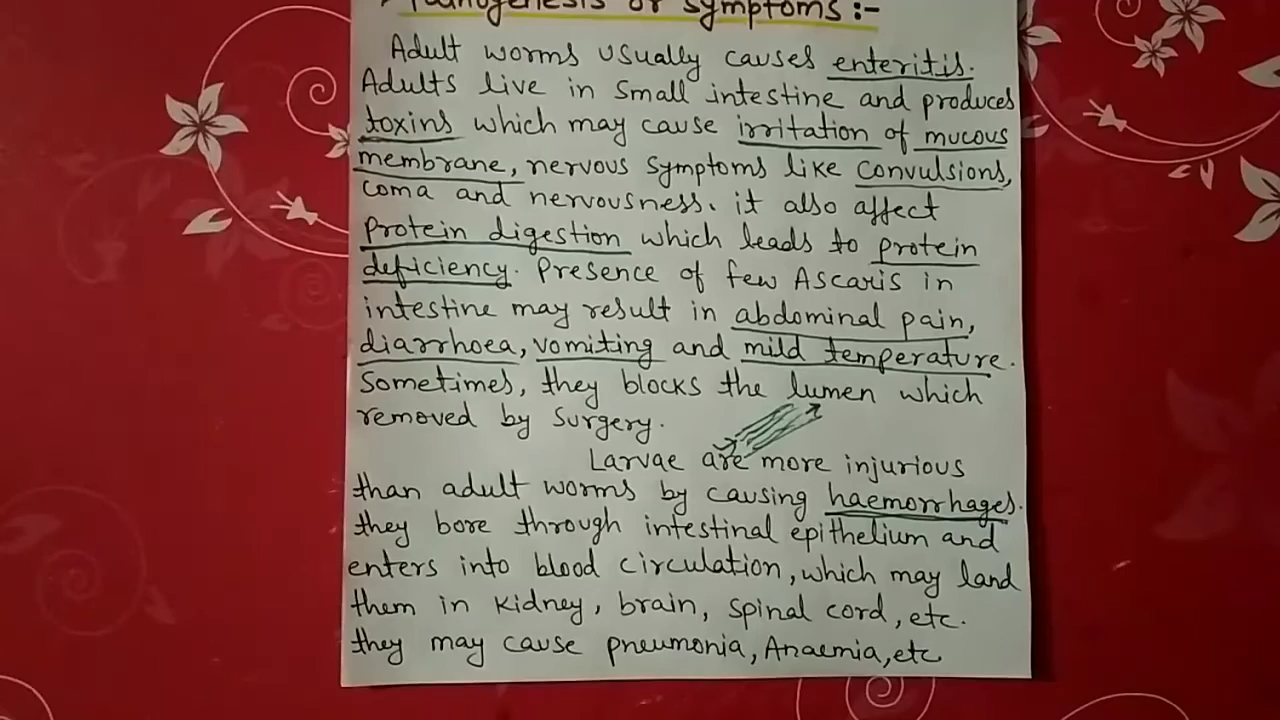 Pathogenesis or Symptoms :-
Adult worms usually causes enteritis.
Adults live in small intestine and produces
toxins which may cause irritation of mucous
membrane, nervous symptoms like convulsions,
coma and nervousness. it also affect
protein digestion which leads to protein
deficiency. Presence of few Ascaris in
intestine may result in abdominal pain,
diarrhoea, vomiting and mild temperature.
Sometimes, they blocks the lumen which
removed by surgery.
Larvae are more injurious
than adult worms by causing haemorrhages.
they bore through intestinal epithelium and
enters into blood circulation, which may land
them in kidney, brain, spinal cord, etc.
they may cause pneumonia, Anaemia, etc